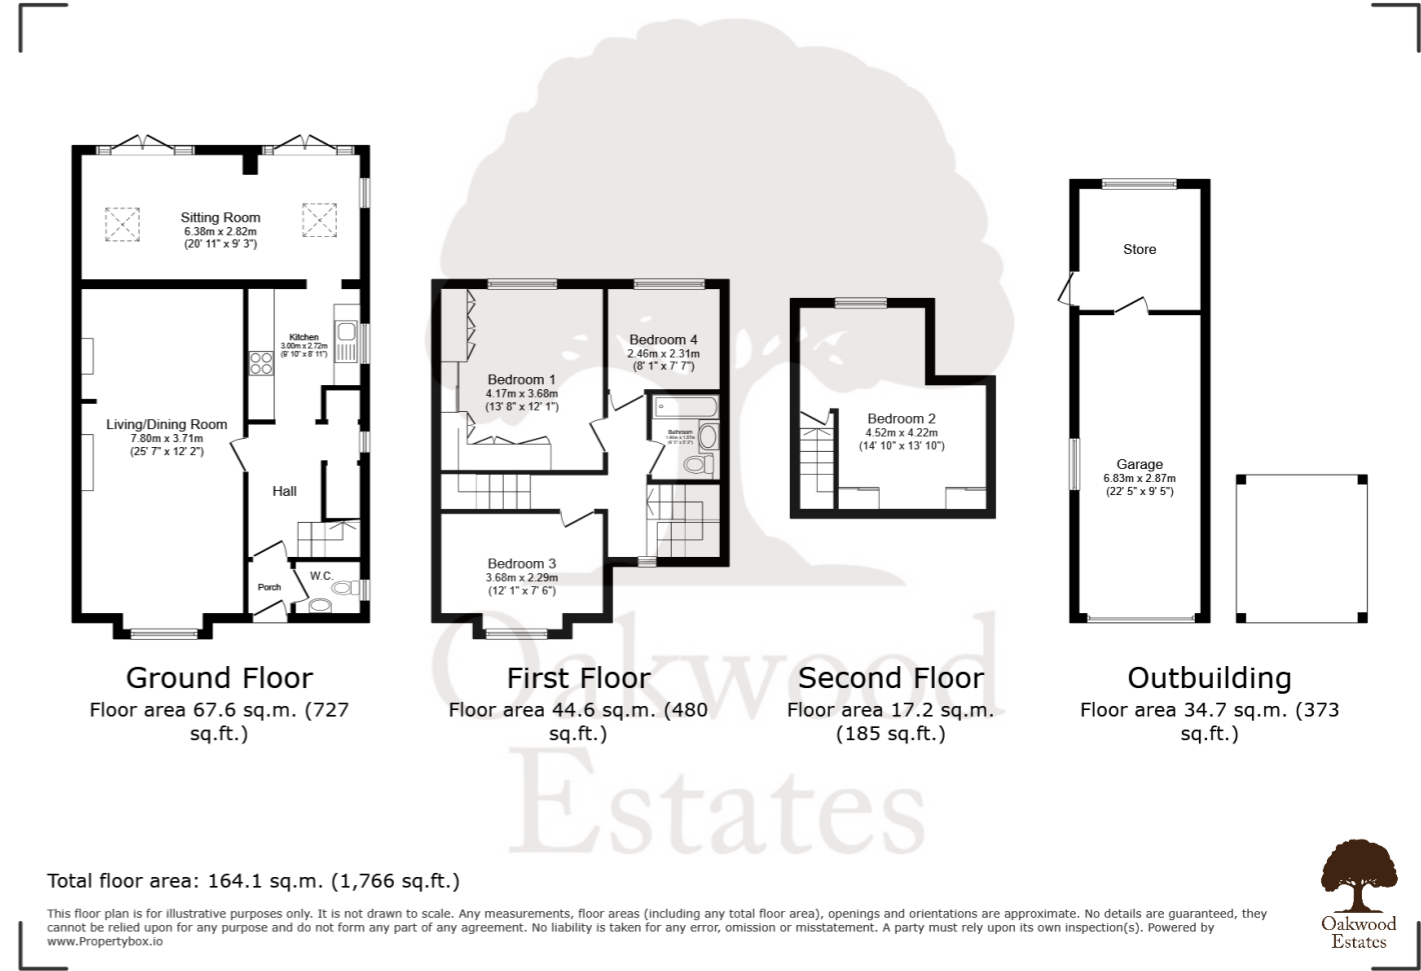 Sitting Room
6.38m x 2.82m
(20' 11" x 9' 3")
Kitchen
3.00m x 2.72m
(9' 10" x 8' 11")
Living/Dining Room
7.80m x 3.71m
(25' 7" x 12' 2")
Hall
Porch
W.C.
Ground Floor
Floor area 67.6 sq.m. (727
sq.ft.)
Bedroom 1
4.17m x 3.68m
(13' 8" x 12' 1")
Bedroom 4
2.46m x 2.31m
(8' 1" x 7' 7")
Bathroom
Bedroom 3
3.68m x 2.29m
(12' 1" x 7' 6")
First Floor
Floor area 44.6 sq.m. (480
sq.ft.)
Bedroom 2
4.52m x 4.22m
(14' 10" x 13' 10")
Second Floor
Floor area 17.2 sq.m.
(185 sq.ft.)
Store
Garage
6.83m x 2.87m
(22' 5" x 9' 5")
Outbuilding
Floor area 34.7 sq.m. (373
sq.ft.)
Oakwood
Estates
Total floor area: 164.1 sq.m. (1,766 sq.ft.)
This floor plan is for illustrative purposes only. It is not drawn to scale. Any measurements, floor areas (including any total floor area), openings and orientations are approximate. No details are guaranteed, they
cannot be relied upon for any purpose and do not form any part of any agreement. No liability is taken for any error, omission or misstatement. A party must rely upon its own inspection(s). Powered by
www.Propertybox.io
Oakwood
Estates